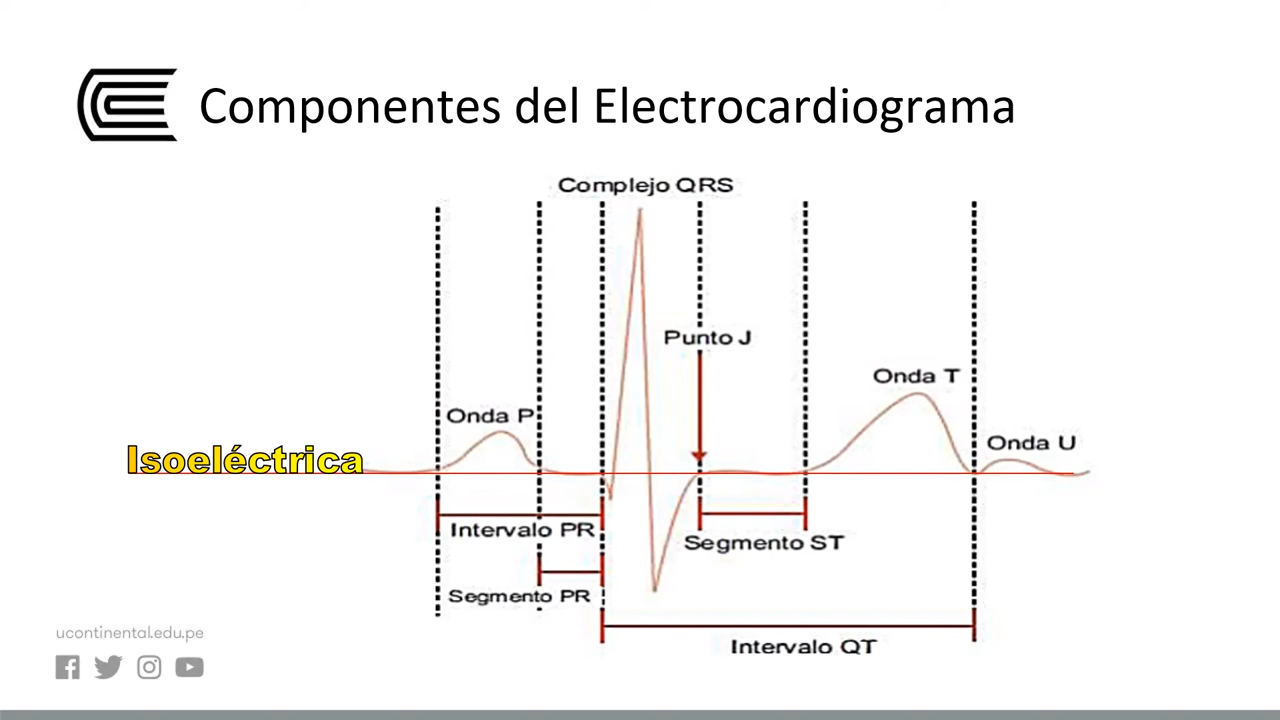 Componentes del Electrocardiograma
Complejo QRS
Punto J
Onda T
Onda P
Onda U
Isoeléctrica
Intervalo PR
Segmento ST
Segmento PR
Intervalo QT
ucontinental.edu.pe